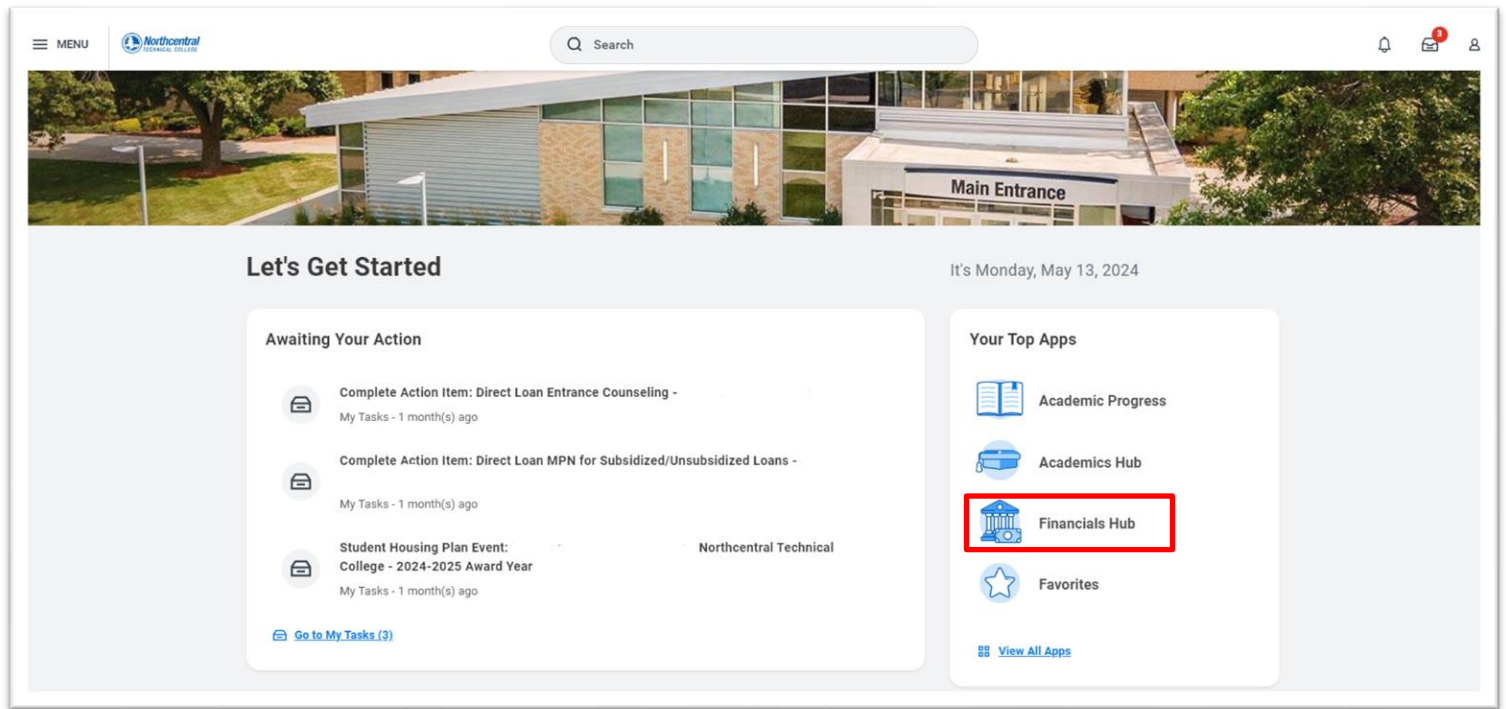 MENU
Northcentral
TECHNICAL COLLEGE
Search
3
Main Entrance
Let's Get Started
It's Monday, May 13, 2024
Awaiting Your Action
Complete Action Item: Direct Loan Entrance Counseling -
My Tasks - 1 month(s) ago
Complete Action Item: Direct Loan MPN for Subsidized/Unsubsidized Loans -
My Tasks - 1 month(s) ago
Student Housing Plan Event: Northcentral Technical
College - 2024-2025 Award Year
My Tasks - 1 month(s) ago
Go to My Tasks (3)
Your Top Apps
Academic Progress
Academics Hub
Financials Hub
Favorites
View All Apps